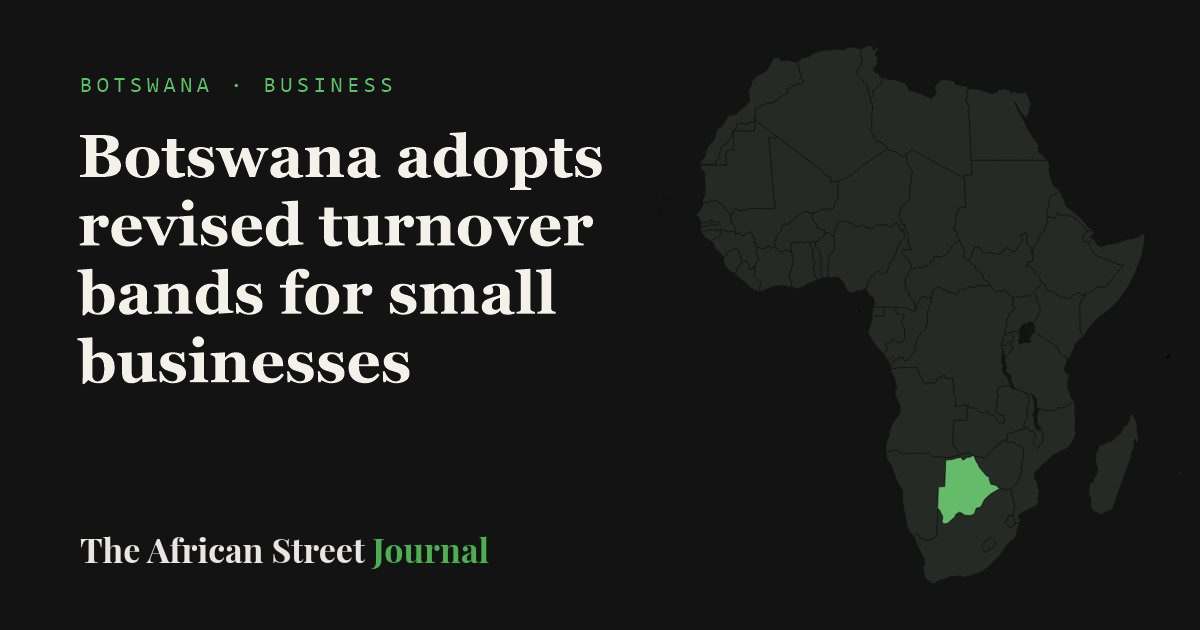 BOTSWANA · BUSINESS
Botswana adopts
revised turnover
bands for small
businesses
The African Street Journal